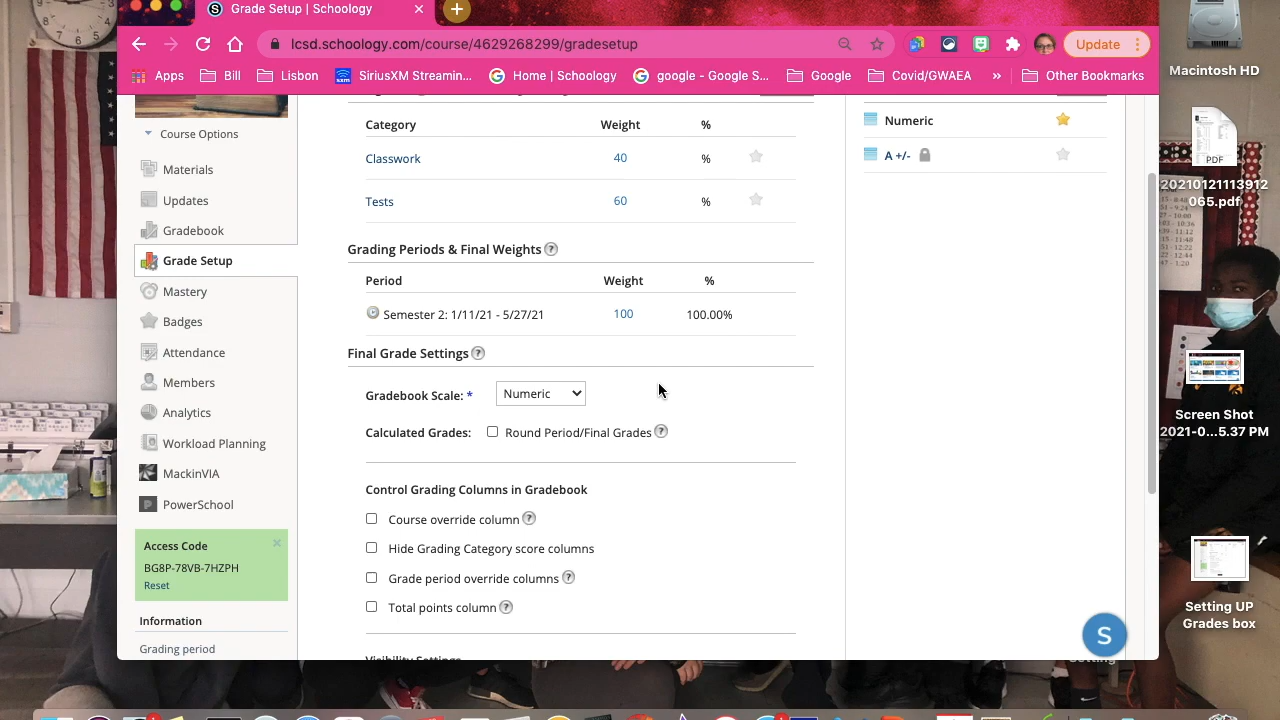 Grade Setup | Schoology
lcsd.schoology.com/course/4629268299/gradesetup
Update
Apps
Bill
Lisbon
SiriusXM Streamin...
Home | Schoology
google - Google S...
Google
Covid/GWAEA
»
Other Bookmarks
Course Options
Materials
Updates
Gradebook
Grade Setup
Mastery
Badges
Attendance
Members
Analytics
Workload Planning
MackinVIA
PowerSchool
Access Code
BG8P-78VB-7HZPH
Reset
Information
Grading period
Category Weight %
Classwork 40 %
Tests 60 %
Grading Periods & Final Weights ?
Period Weight %
Semester 2: 1/11/21 - 5/27/21 100 100.00%
Final Grade Settings ?
Gradebook Scale: * Numeric
Calculated Grades: Round Period/Final Grades ?
Control Grading Columns in Gradebook
Course override column ?
Hide Grading Category score columns
Grade period override columns ?
Total points column ?
Numeric
A +/-
S
Macintosh HD
PDF
20210121113912
065.pdf
Screen Shot
2021-0...5.37 PM
Setting UP
Grades box